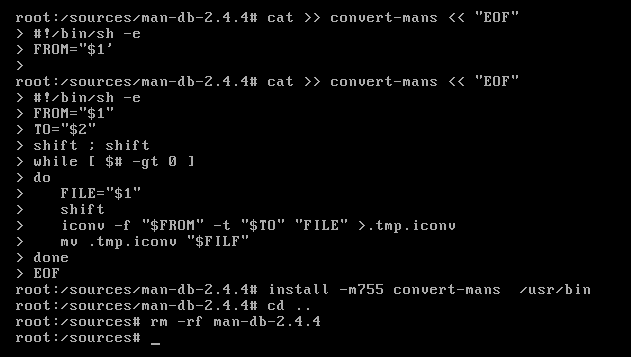 root:/sources/man-db-2.4.4# cat >> convert-mans << "EOF"
> #!/bin/sh -e
> FROM="$1'
>
root:/sources/man-db-2.4.4# cat >> convert-mans << "EOF"
> #!/bin/sh -e
> FROM="$1"
> TO="$2"
> shift ; shift
> while [ $# -gt 0 ]
> do
>    FILE="$1"
>    shift
>    iconv -f "$FROM" -t "$TO" "FILE" >.tmp.iconv
>    mv .tmp.iconv "$FILF"
> done
> EOF
root:/sources/man-db-2.4.4# install -m755 convert-mans  /usr/bin
root:/sources/man-db-2.4.4# cd ..
root:/sources# rm -rf man-db-2.4.4
root:/sources# _